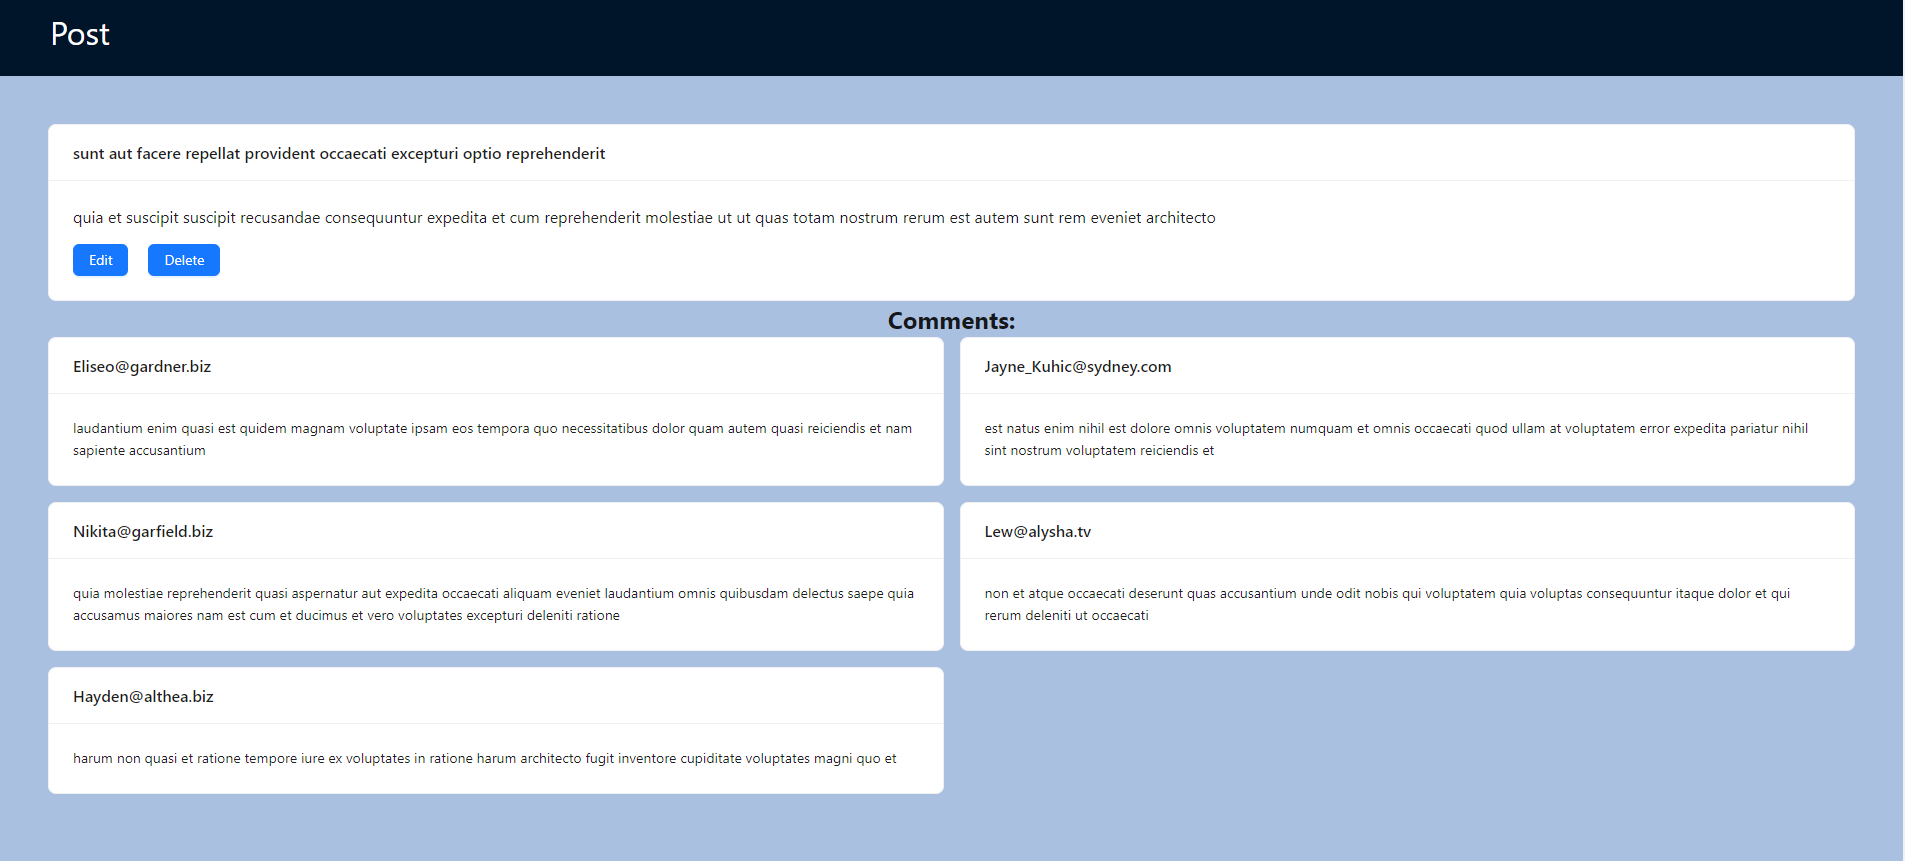 Post
sunt aut facere repellat provident occaecati excepturi optio reprehenderit
quia et suscipit suscipit recusandae consequuntur expedita et cum reprehenderit molestiae ut ut quas totam nostrum rerum est autem sunt rem eveniet architecto
Edit
Delete
Comments:
Eliseo@gardner.biz
laudantium enim quasi est quidem magnam voluptate ipsam eos tempora quo necessitatibus dolor quam autem quasi reiciendis et nam
sapiente accusantium
Jayne_Kuhic@sydney.com
est natus enim nihil est dolore omnis voluptatem numquam et omnis occaecati quod ullam at voluptatem error expedita pariatur nihil
sint nostrum voluptatem reiciendis et
Nikita@garfield.biz
quia molestiae reprehenderit quasi aspernatur aut expedita occaecati aliquam eveniet laudantium omnis quibusdam delectus saepe quia
accusamus maiores nam est cum et ducimus et vero voluptates excepturi deleniti ratione
Lew@alysha.tv
non et atque occaecati deserunt quas accusantium unde odit nobis qui voluptatem quia voluptas consequuntur itaque dolor et qui
rerum deleniti ut occaecati
Hayden@althea.biz
harum non quasi et ratione tempore iure ex voluptates in ratione harum architecto fugit inventore cupiditate voluptates magni quo et